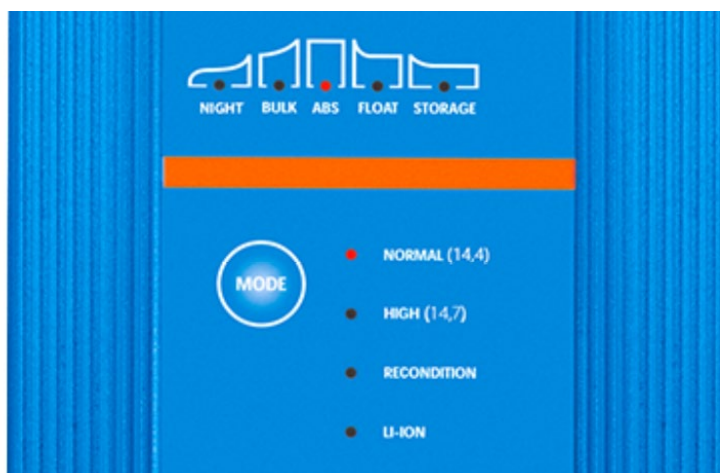 NIGHT BULK ABS FLOAT STORAGE
MODE
NORMAL (14,4)
HIGH (14,7)
RECONDITION
LI-ION